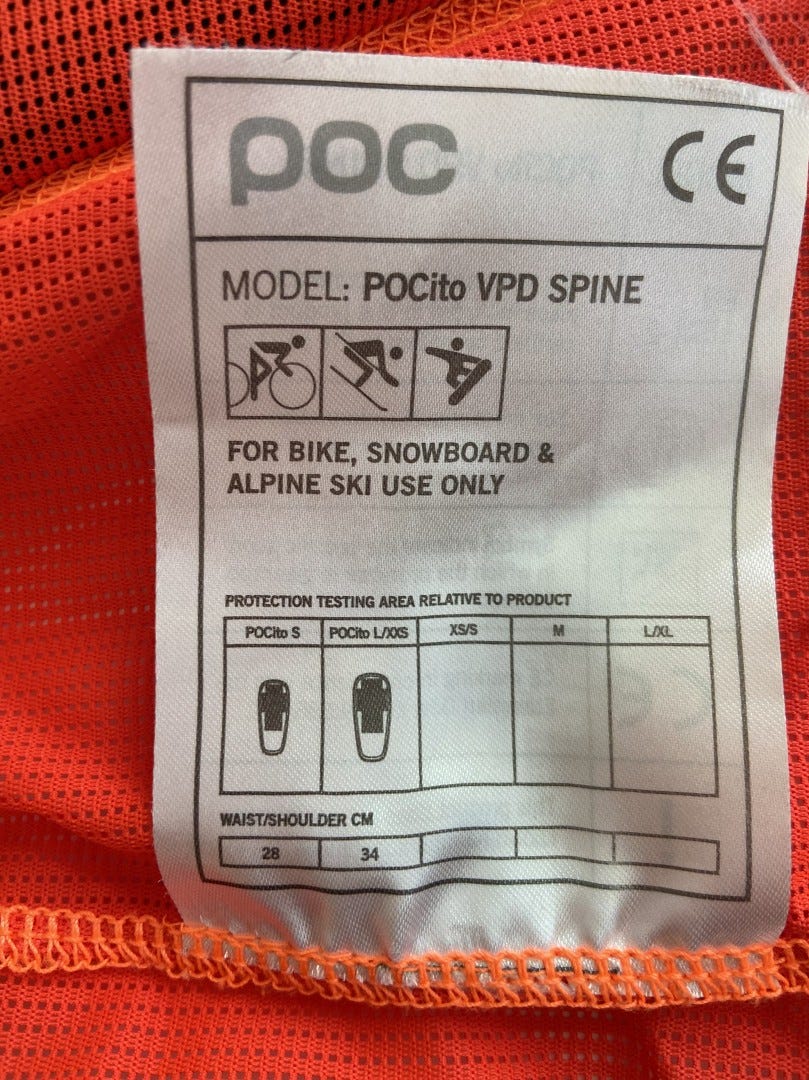 POC CE
MODEL: POCito VPD SPINE
FOR BIKE, SNOWBOARD &
ALPINE SKI USE ONLY
PROTECTION TESTING AREA RELATIVE TO PRODUCT
POCito S POCito L/XXS XS/S M L/XL
WAIST/SHOULDER CM
28 34